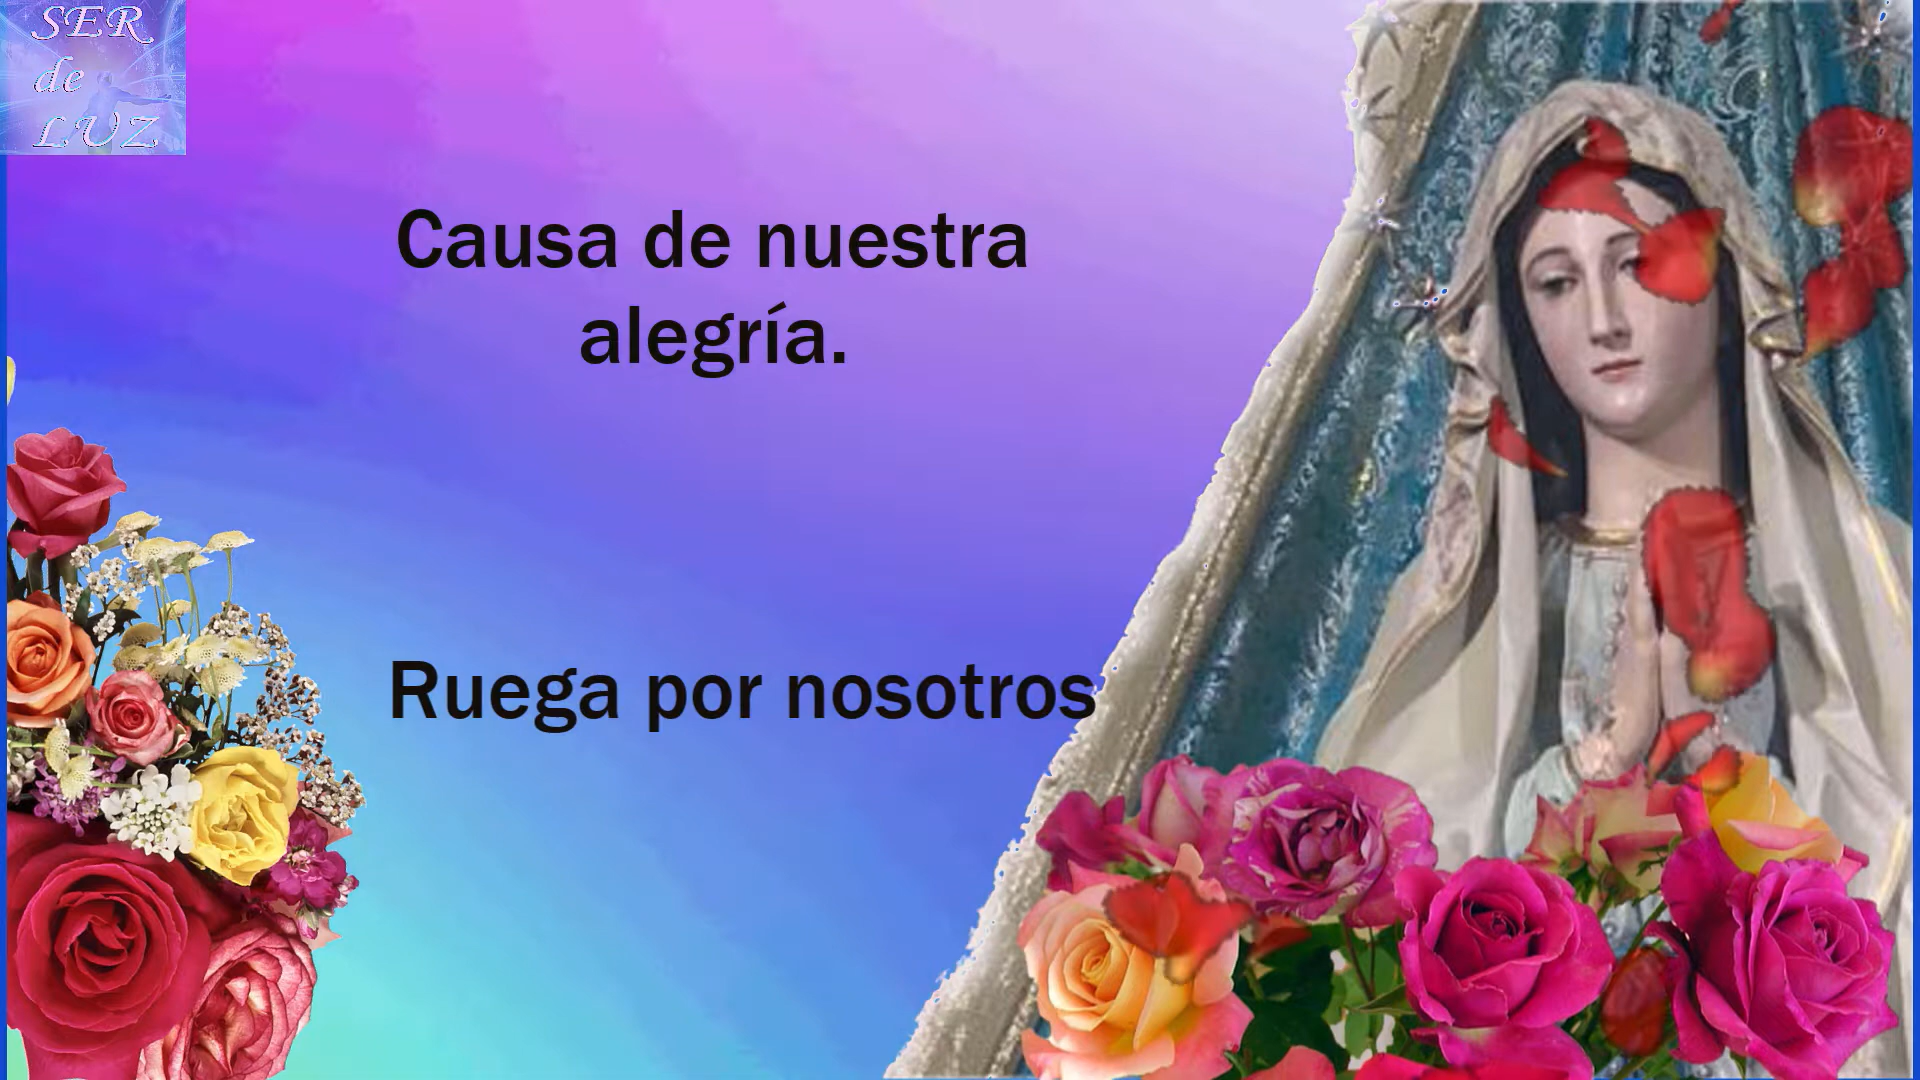 SER
de
LUZ
Causa de nuestra
alegría.
Ruega por nosotros